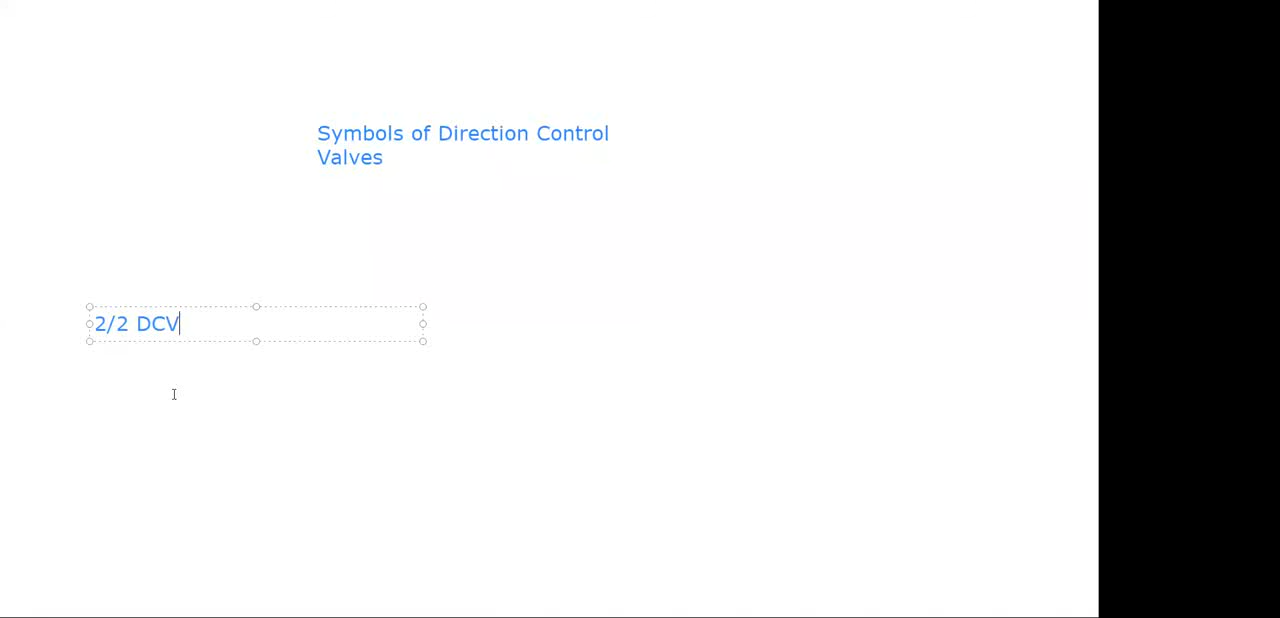 Symbols of Direction Control
Valves
2/2 DCV